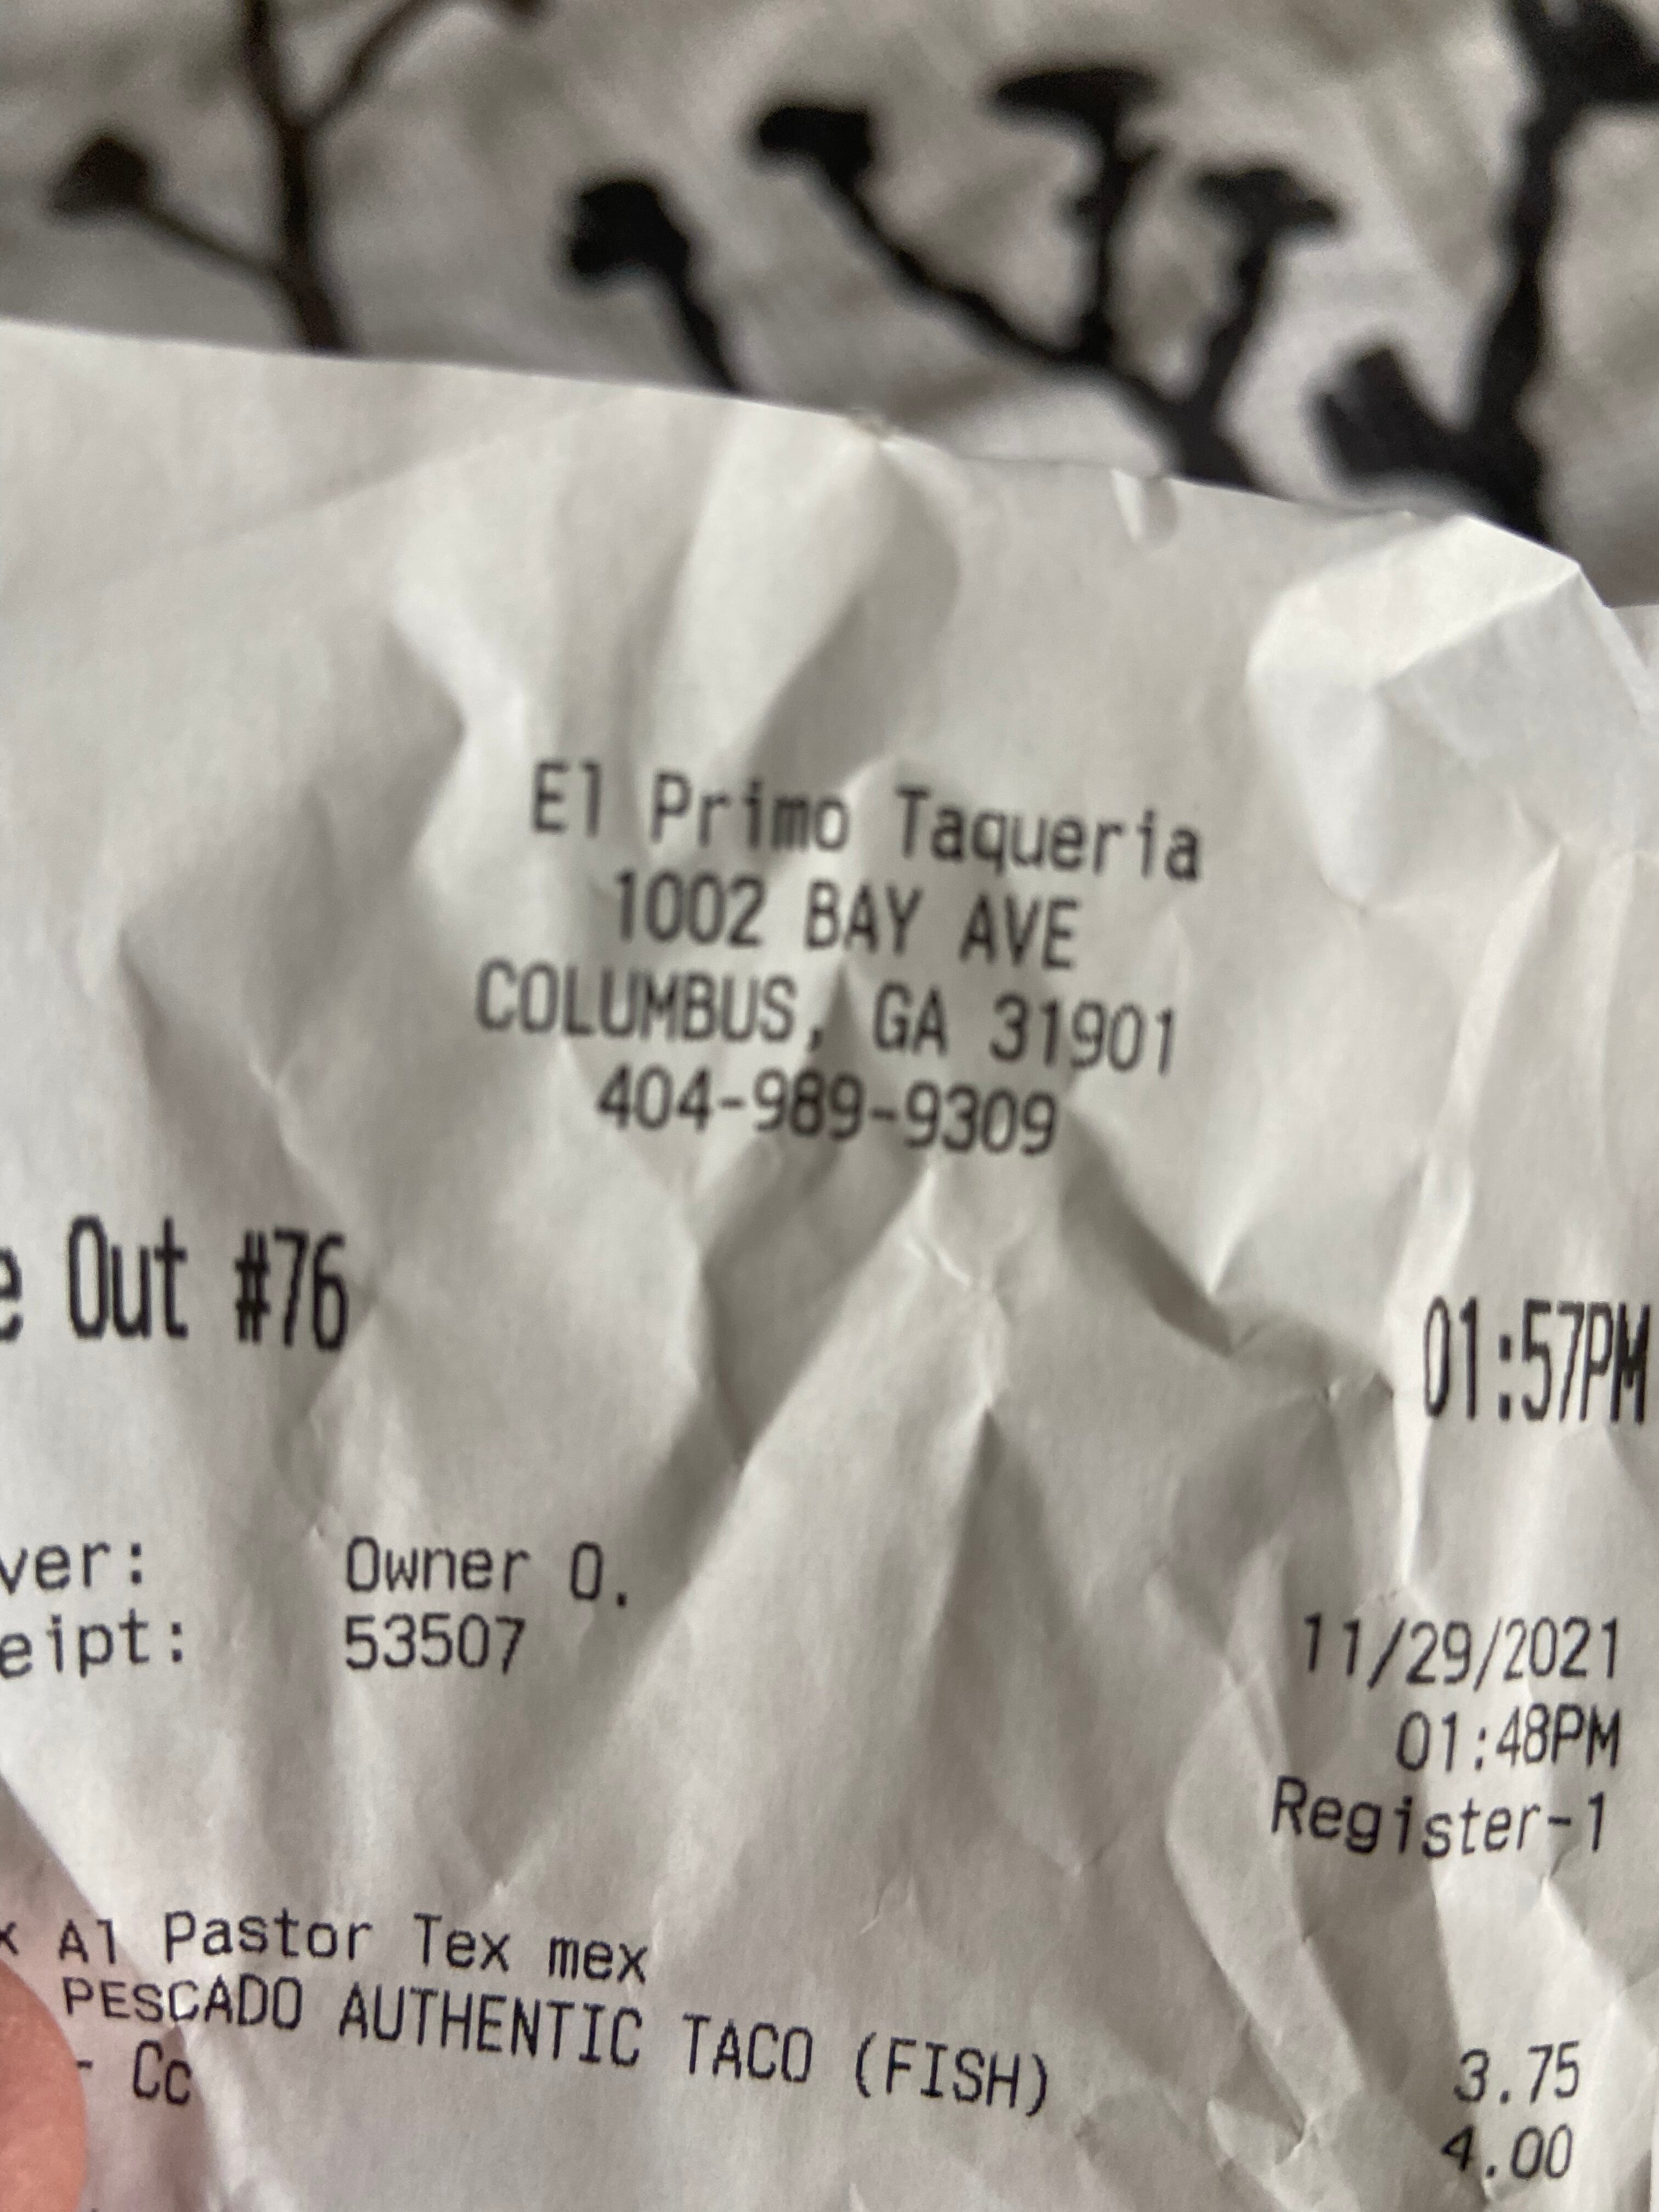 El Primo Taqueria
1002 BAY AVE
COLUMBUS, GA 31901
404-989-9309
e Out #76 01:57PM
ver: Owner O.
eipt: 53507 11/29/2021
01:48PM
Register-1
x Al Pastor Tex mex 3.75
PESCADO AUTHENTIC TACO (FISH) 4.00
- Cc